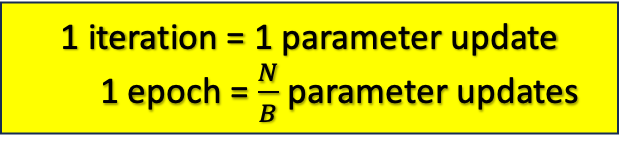 1 iteration = 1 parameter update
1 epoch = N/B parameter updates